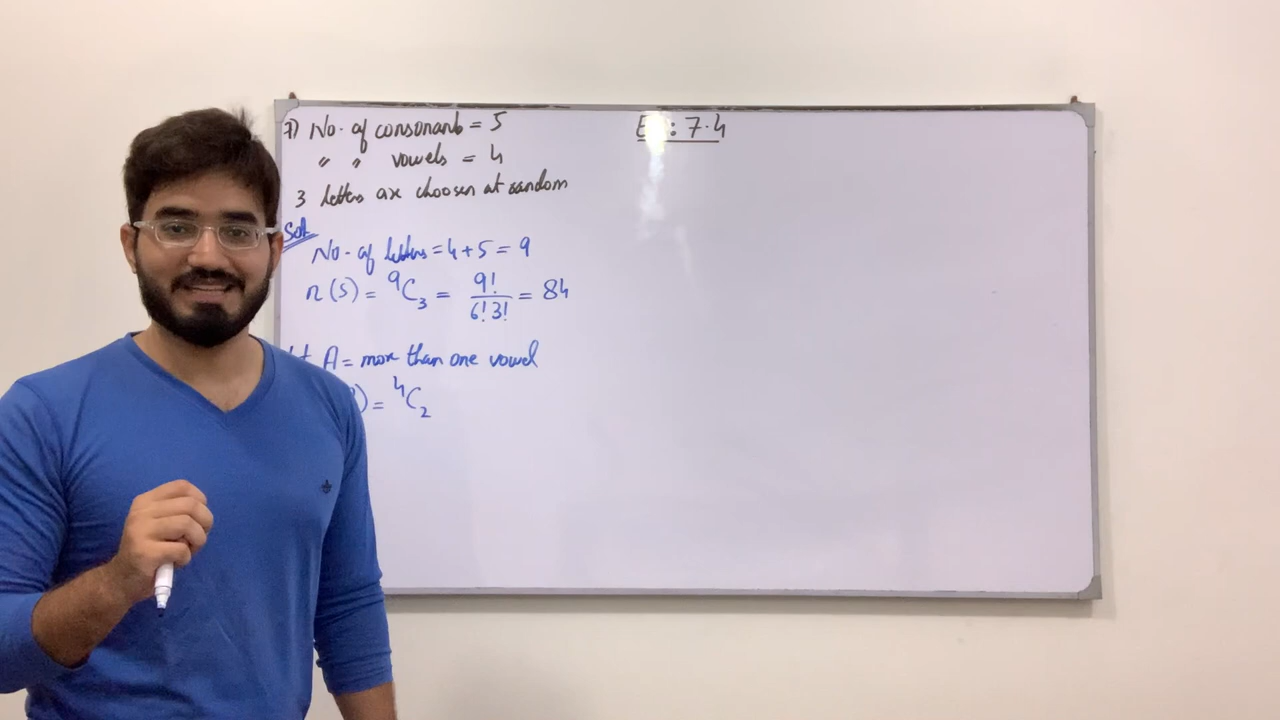 7) No. of consonants = 5
" " vowels = 4
3 letters are choosen at random
Sol
No. of letters = 4 + 5 = 9
n(S) = ⁹C₃ = 9!/6!3! = 84
A = more than one vowel
) = ⁴C₂
: 7.4